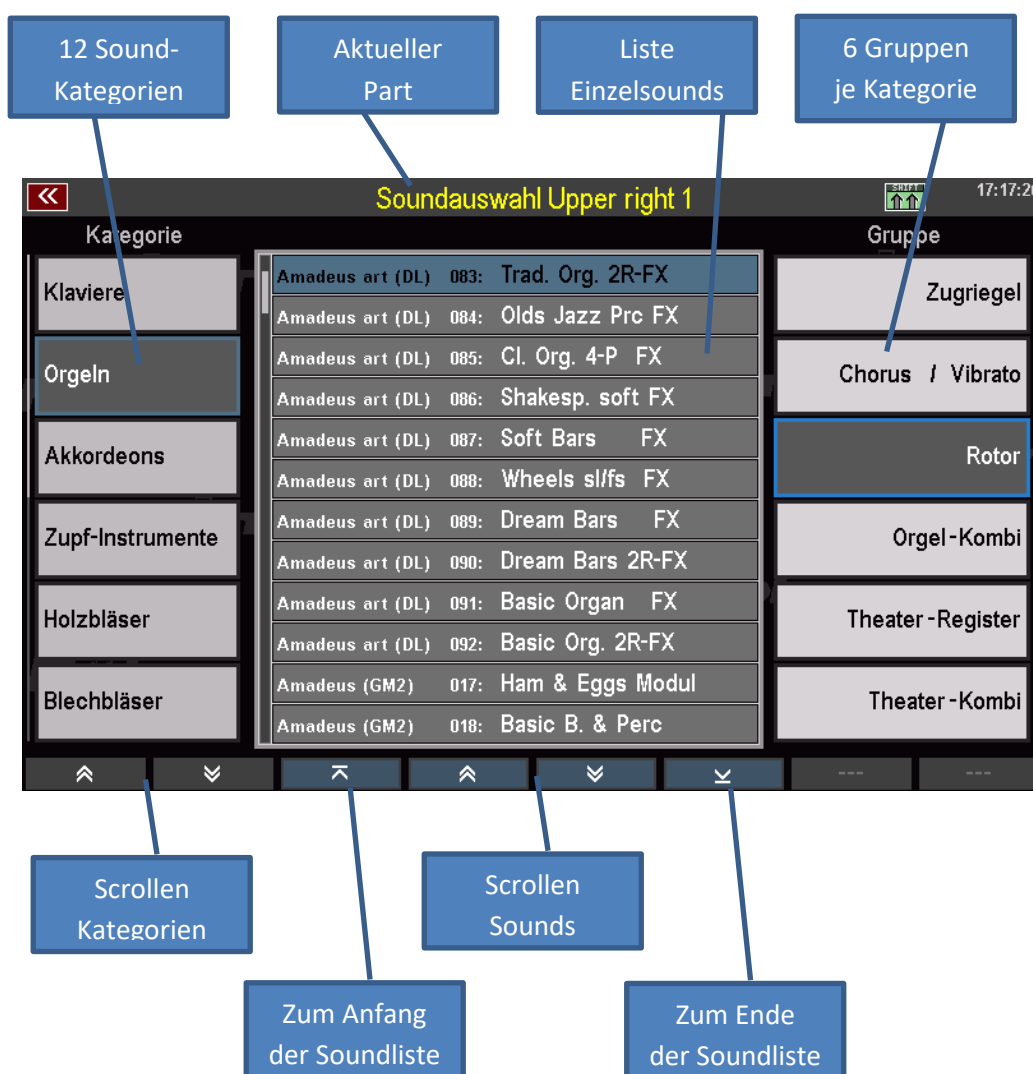 12 Sound-
Kategorien
Aktueller
Part
Liste
Einzelsounds
6 Gruppen
je Kategorie
Soundauswahl Upper right 1
SHIFT
17:17:20
Kategorie
Gruppe
Klaviere
Orgeln
Akkordeons
Zupf-Instrumente
Holzbläser
Blechbläser
Amadeus art (DL) 083: Trad. Org. 2R-FX
Amadeus art (DL) 084: Olds Jazz Prc FX
Amadeus art (DL) 085: Cl. Org. 4-P FX
Amadeus art (DL) 086: Shakesp. soft FX
Amadeus art (DL) 087: Soft Bars FX
Amadeus art (DL) 088: Wheels sl/fs FX
Amadeus art (DL) 089: Dream Bars FX
Amadeus art (DL) 090: Dream Bars 2R-FX
Amadeus art (DL) 091: Basic Organ FX
Amadeus art (DL) 092: Basic Org. 2R-FX
Amadeus (GM2) 017: Ham & Eggs Modul
Amadeus (GM2) 018: Basic B. & Perc
Zugriegel
Chorus / Vibrato
Rotor
Orgel-Kombi
Theater-Register
Theater-Kombi
---
---
Scrollen
Kategorien
Scrollen
Sounds
Zum Anfang
der Soundliste
Zum Ende
der Soundliste